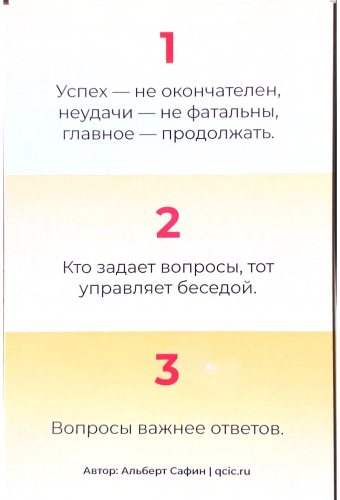 1
Успех — не окончателен,
неудачи — не фатальны,
главное — продолжать.
2
Кто задает вопросы, тот
управляет беседой.
3
Вопросы важнее ответов.
Автор: Альберт Сафин | qcic.ru